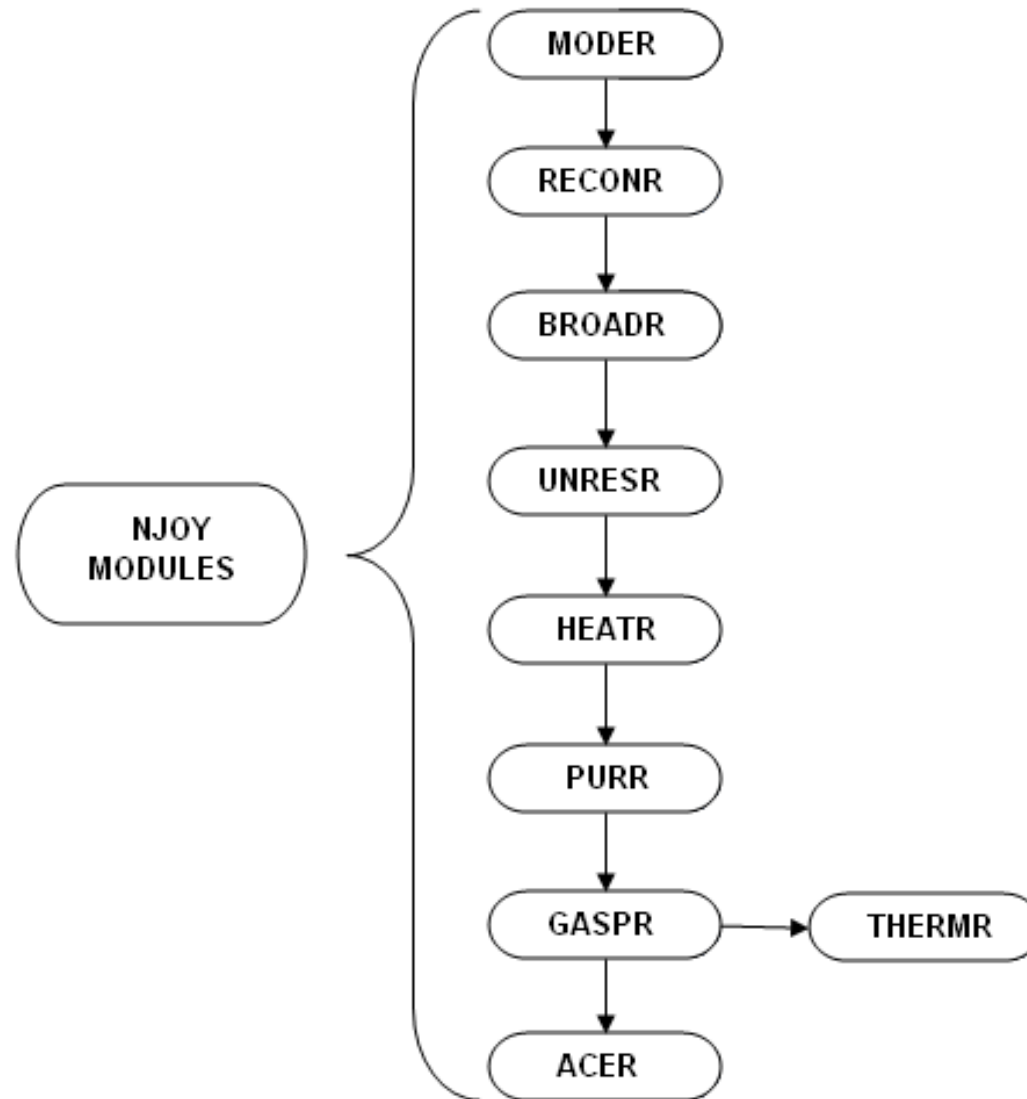 MODER
RECONR
BROADR
UNRESR
NJOY
MODULES
HEATR
PURR
GASPR
THERMR
ACER